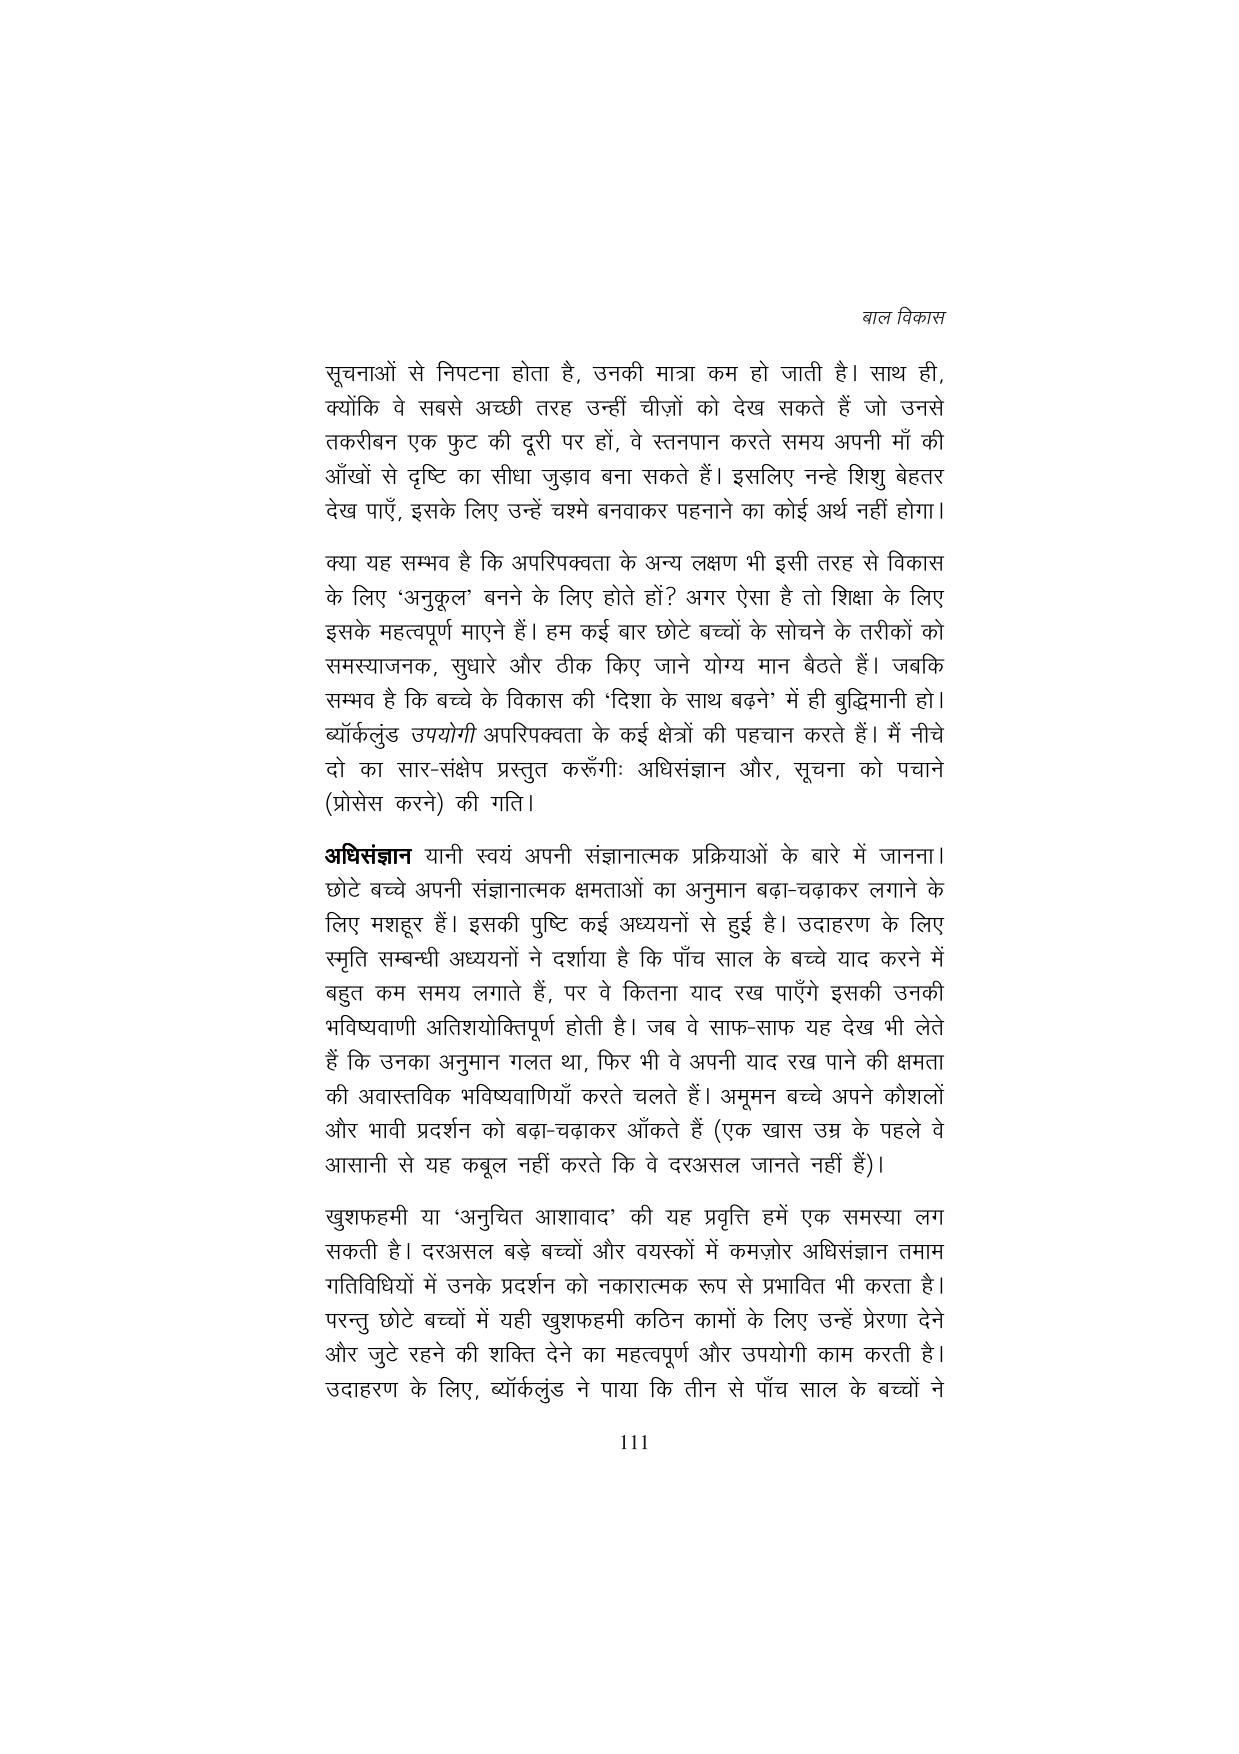 बाल विकास
सूचनाओं से निपटना होता है, उनकी मात्रा कम हो जाती है। साथ ही,
क्योंकि वे सबसे अच्छी तरह उन्हीं चीज़ों को देख सकते हैं जो उनसे
तकरीबन एक फुट की दूरी पर हों, वे स्तनपान करते समय अपनी माँ की
आँखों से दृष्टि का सीधा जुड़ाव बना सकते हैं। इसलिए नन्हे शिशु बेहतर
देख पाएँ, इसके लिए उन्हें चश्मे बनवाकर पहनाने का कोई अर्थ नहीं होगा।
क्या यह सम्भव है कि अपरिपक्वता के अन्य लक्षण भी इसी तरह से विकास
के लिए ‘अनुकूल’ बनने के लिए होते हों? अगर ऐसा है तो शिक्षा के लिए
इसके महत्वपूर्ण माएने हैं। हम कई बार छोटे बच्चों के सोचने के तरीकों को
समस्याजनक, सुधारे और ठीक किए जाने योग्य मान बैठते हैं। जबकि
सम्भव है कि बच्चे के विकास की ‘दिशा के साथ बढ़ने’ में ही बुद्धिमानी हो।
ब्यॉर्कलुंड उपयोगी अपरिपक्वता के कई क्षेत्रों की पहचान करते हैं। मैं नीचे
दो का सार-संक्षेप प्रस्तुत करूँगीः अधिसंज्ञान और, सूचना को पचाने
(प्रोसेस करने) की गति।
अधिसंज्ञान यानी स्वयं अपनी संज्ञानात्मक प्रक्रियाओं के बारे में जानना।
छोटे बच्चे अपनी संज्ञानात्मक क्षमताओं का अनुमान बढ़ा-चढ़ाकर लगाने के
लिए मशहूर हैं। इसकी पुष्टि कई अध्ययनों से हुई है। उदाहरण के लिए
स्मृति सम्बन्धी अध्ययनों ने दर्शाया है कि पाँच साल के बच्चे याद करने में
बहुत कम समय लगाते हैं, पर वे कितना याद रख पाएँगे इसकी उनकी
भविष्यवाणी अतिशयोक्तिपूर्ण होती है। जब वे साफ-साफ यह देख भी लेते
हैं कि उनका अनुमान गलत था, फिर भी वे अपनी याद रख पाने की क्षमता
की अवास्तविक भविष्यवाणियाँ करते चलते हैं। अमूमन बच्चे अपने कौशलों
और भावी प्रदर्शन को बढ़ा-चढ़ाकर आँकते हैं (एक खास उम्र के पहले वे
आसानी से यह कबूल नहीं करते कि वे दरअसल जानते नहीं हैं)।
खुशफहमी या ‘अनुचित आशावाद’ की यह प्रवृत्ति हमें एक समस्या लग
सकती है। दरअसल बड़े बच्चों और वयस्कों में कमज़ोर अधिसंज्ञान तमाम
गतिविधियों में उनके प्रदर्शन को नकारात्मक रूप से प्रभावित भी करता है।
परन्तु छोटे बच्चों में यही खुशफहमी कठिन कामों के लिए उन्हें प्रेरणा देने
और जुटे रहने की शक्ति देने का महत्वपूर्ण और उपयोगी काम करती है।
उदाहरण के लिए, ब्यॉर्कलुंड ने पाया कि तीन से पाँच साल के बच्चों ने
111